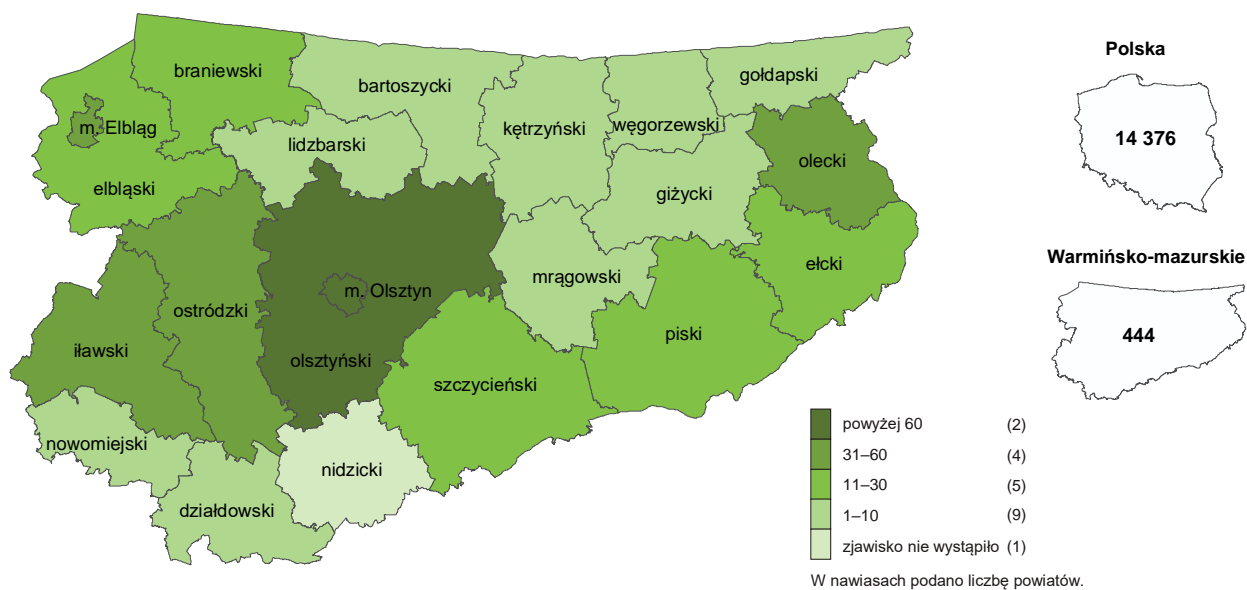 braniewski
bartoszycki
gołdapski
m. Elbląg
kętrzyński
węgorzewski
lidzbarski
olecki
elbląski
giżycki
ełcki
mrągowski
m. Olsztyn
ostródzki
piski
iławski
olsztyński
szczycieński
nowomiejski
nidzicki
działdowski
Polska
14 376
Warmińsko-mazurskie
444
powyżej 60 (2)
31–60 (4)
11–30 (5)
1–10 (9)
zjawisko nie wystąpiło (1)
W nawiasach podano liczbę powiatów.